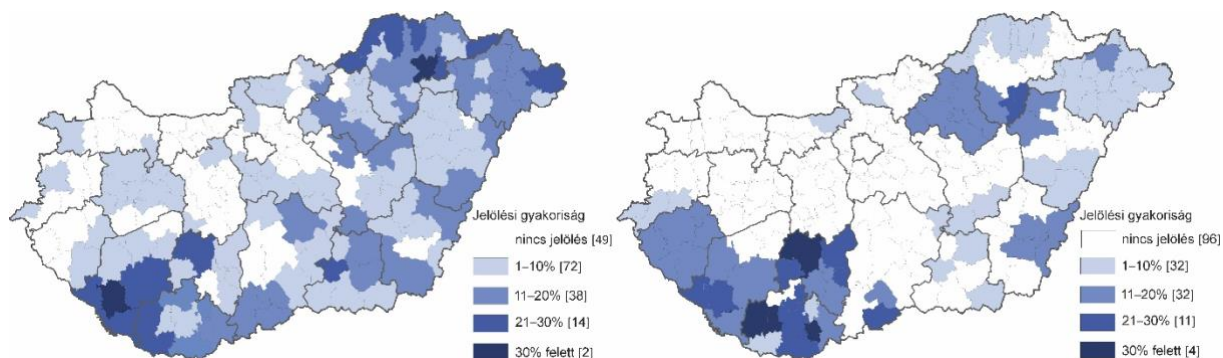 Jelölési gyakoriság
nincs jelölés [49]
1–10% [72]
11–20% [38]
21–30% [14]
30% felett [2]
Jelölési gyakoriság
nincs jelölés [96]
1–10% [32]
11–20% [32]
21–30% [11]
30% felett [4]